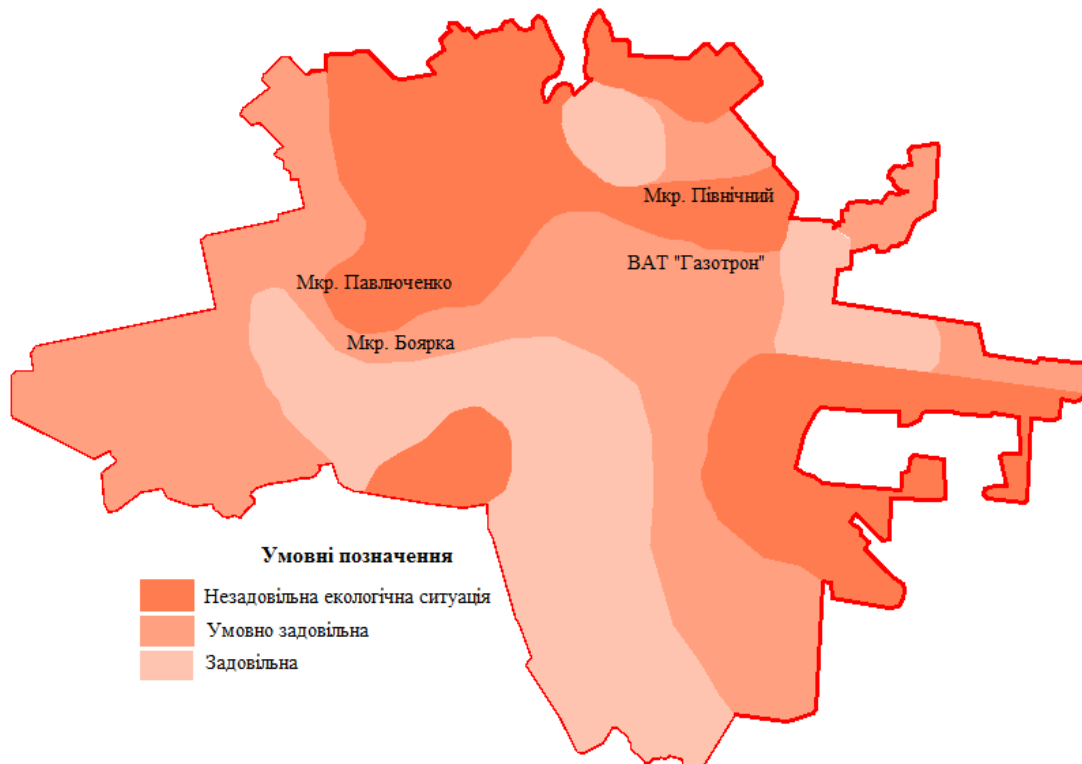 Мкр. Північний
ВАТ "Газотрон"
Мкр. Павлюченко
Мкр. Боярка
Умовні позначення
Незадовільна екологічна ситуація
Умовно задовільна
Задовільна